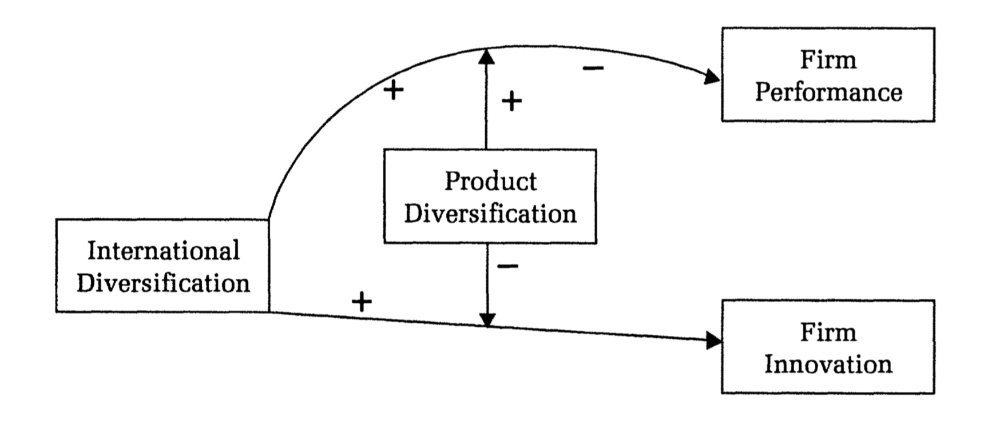 Firm
Performance
+
−
+
Product
Diversification
International
Diversification
−
+
Firm
Innovation